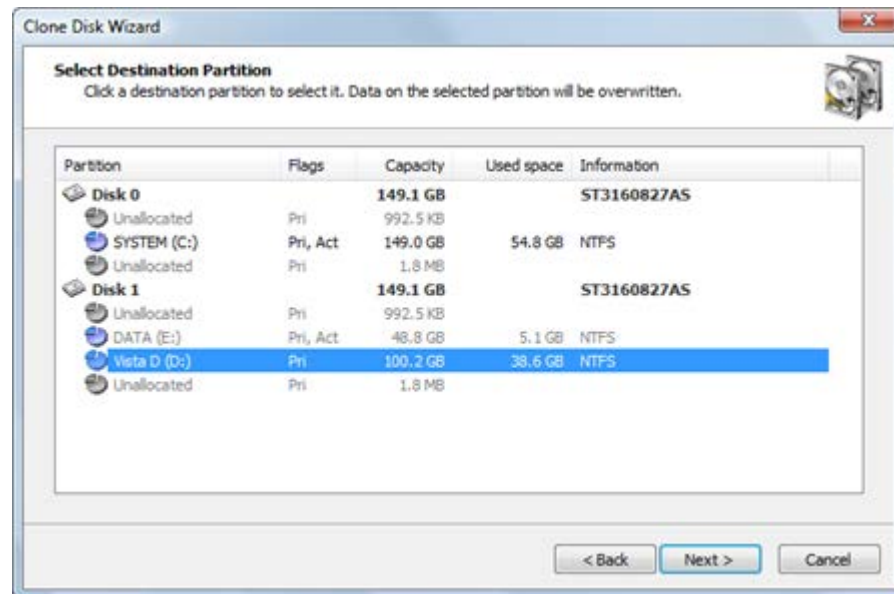 Clone Disk Wizard
Select Destination Partition
Click a destination partition to select it. Data on the selected partition will be overwritten.
Partition Flags Capacity Used space Information
Disk 0 149.1 GB ST3160827AS
Unallocated Pri 992.5 KB
SYSTEM (C:) Pri, Act 149.0 GB 54.8 GB NTFS
Unallocated Pri 1.8 MB
Disk 1 149.1 GB ST3160827AS
Unallocated Pri 992.5 KB
DATA (E:) Pri, Act 48.8 GB 5.1 GB NTFS
Vista D (D:) Pri 100.2 GB 38.6 GB NTFS
Unallocated Pri 1.8 MB
< Back Next > Cancel